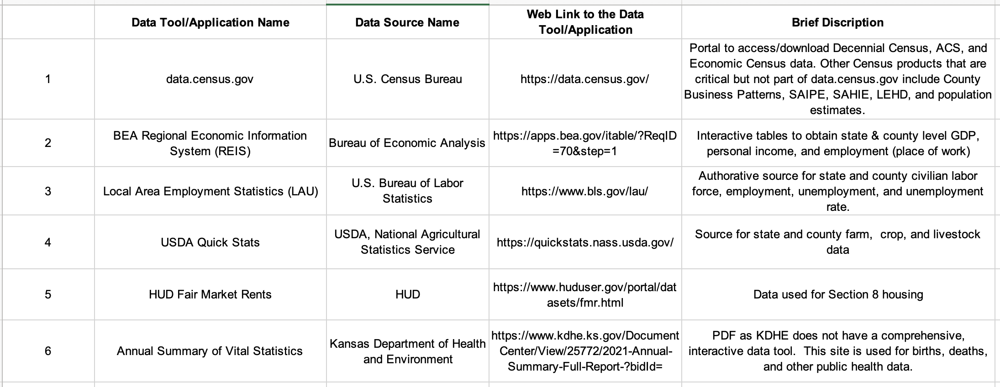 Data Tool/Application Name
Data Source Name
Web Link to the Data
Tool/Application
Brief Discription
1
data.census.gov
U.S. Census Bureau
https://data.census.gov/
Portal to access/download Decennial Census, ACS, and
Economic Census data. Other Census products that are
critical but not part of data.census.gov include County
Business Patterns, SAIPE, SAHIE, LEHD, and population
estimates.
2
BEA Regional Economic Information
System (REIS)
Bureau of Economic Analysis
https://apps.bea.gov/itable/?ReqID
=70&step=1
Interactive tables to obtain state & county level GDP,
personal income, and employment (place of work)
3
Local Area Employment Statistics (LAU)
U.S. Bureau of Labor
Statistics
https://www.bls.gov/lau/
Authorative source for state and county civilian labor
force, employment, unemployment, and unemployment
rate.
4
USDA Quick Stats
USDA, National Agricultural
Statistics Service
https://quickstats.nass.usda.gov/
Source for state and county farm,  crop, and livestock
data
5
HUD Fair Market Rents
HUD
https://www.huduser.gov/portal/dat
asets/fmr.html
Data used for Section 8 housing
6
Annual Summary of Vital Statistics
Kansas Department of Health
and Environment
https://www.kdhe.ks.gov/Document
Center/View/25772/2021-Annual-
Summary-Full-Report-?bidId=
PDF as KDHE does not have a comprehensive,
interactive data tool.  This site is used for births, deaths,
and other public health data.